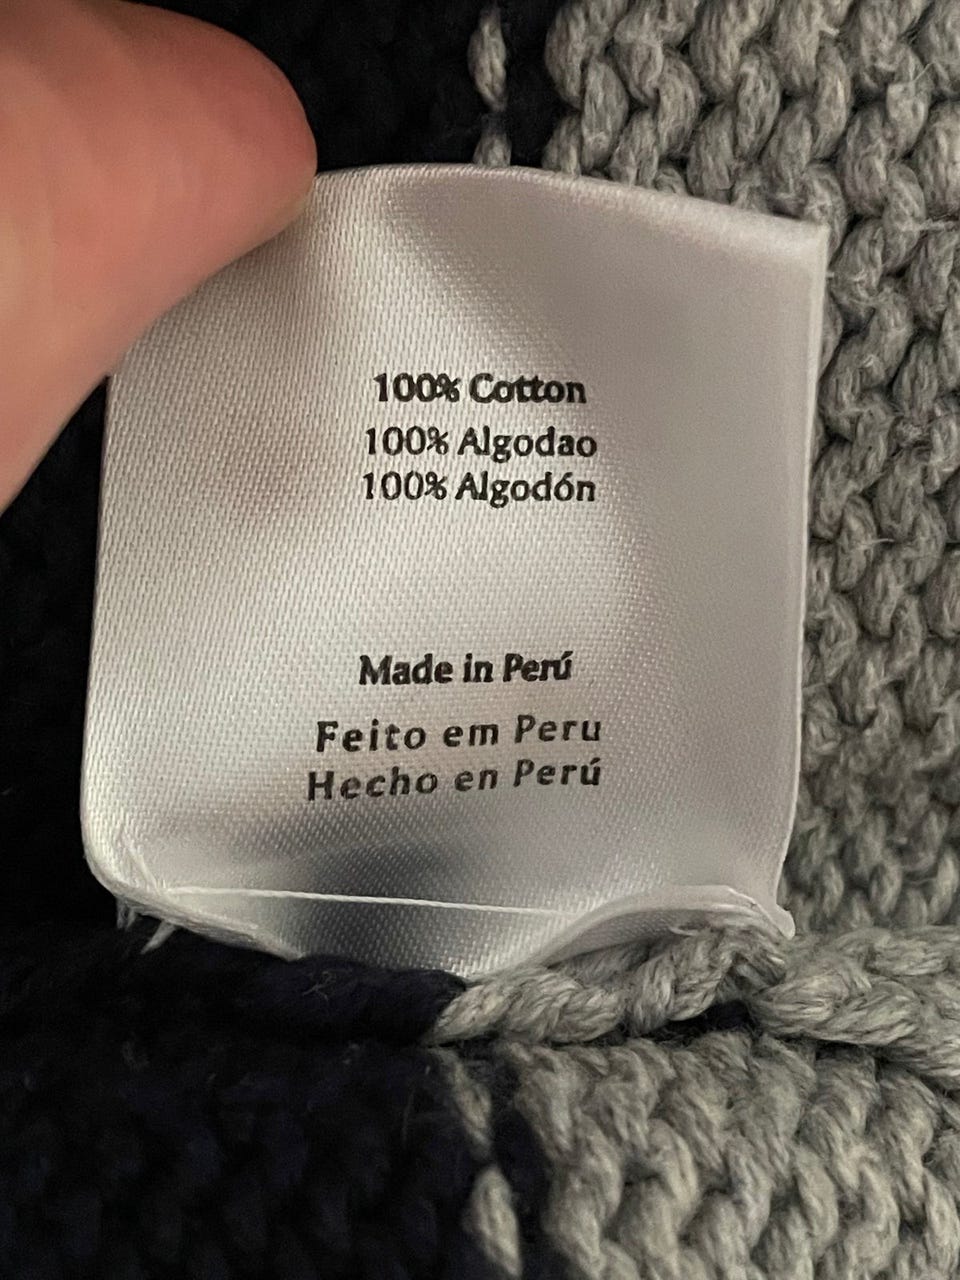 100% Cotton
100% Algodao
100% Algodón
Made in Perú
Feito em Peru
Hecho en Perú